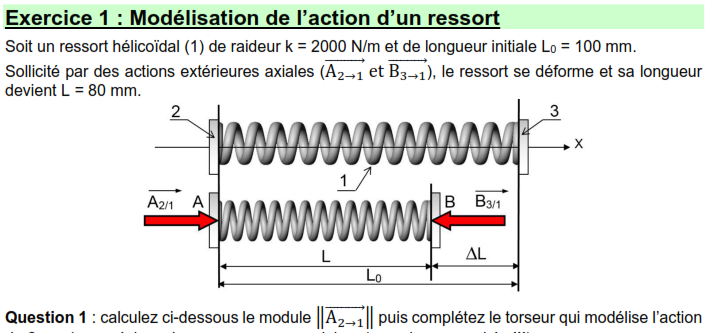 Exercice 1 : Modélisation de l'action d'un ressort
Soit un ressort hélicoïdal (1) de raideur k = 2000 N/m et de longueur initiale L₀ = 100 mm.
Sollicité par des actions extérieures axiales (A₂→₁ et B₃→₁), le ressort se déforme et sa longueur
devient L = 80 mm.
2
3
X
1
A₂/₁
A
B
B₃/₁
L
ΔL
L₀
Question 1 : calculez ci-dessous le module ||A₂→₁|| puis complétez le torseur qui modélise l'action